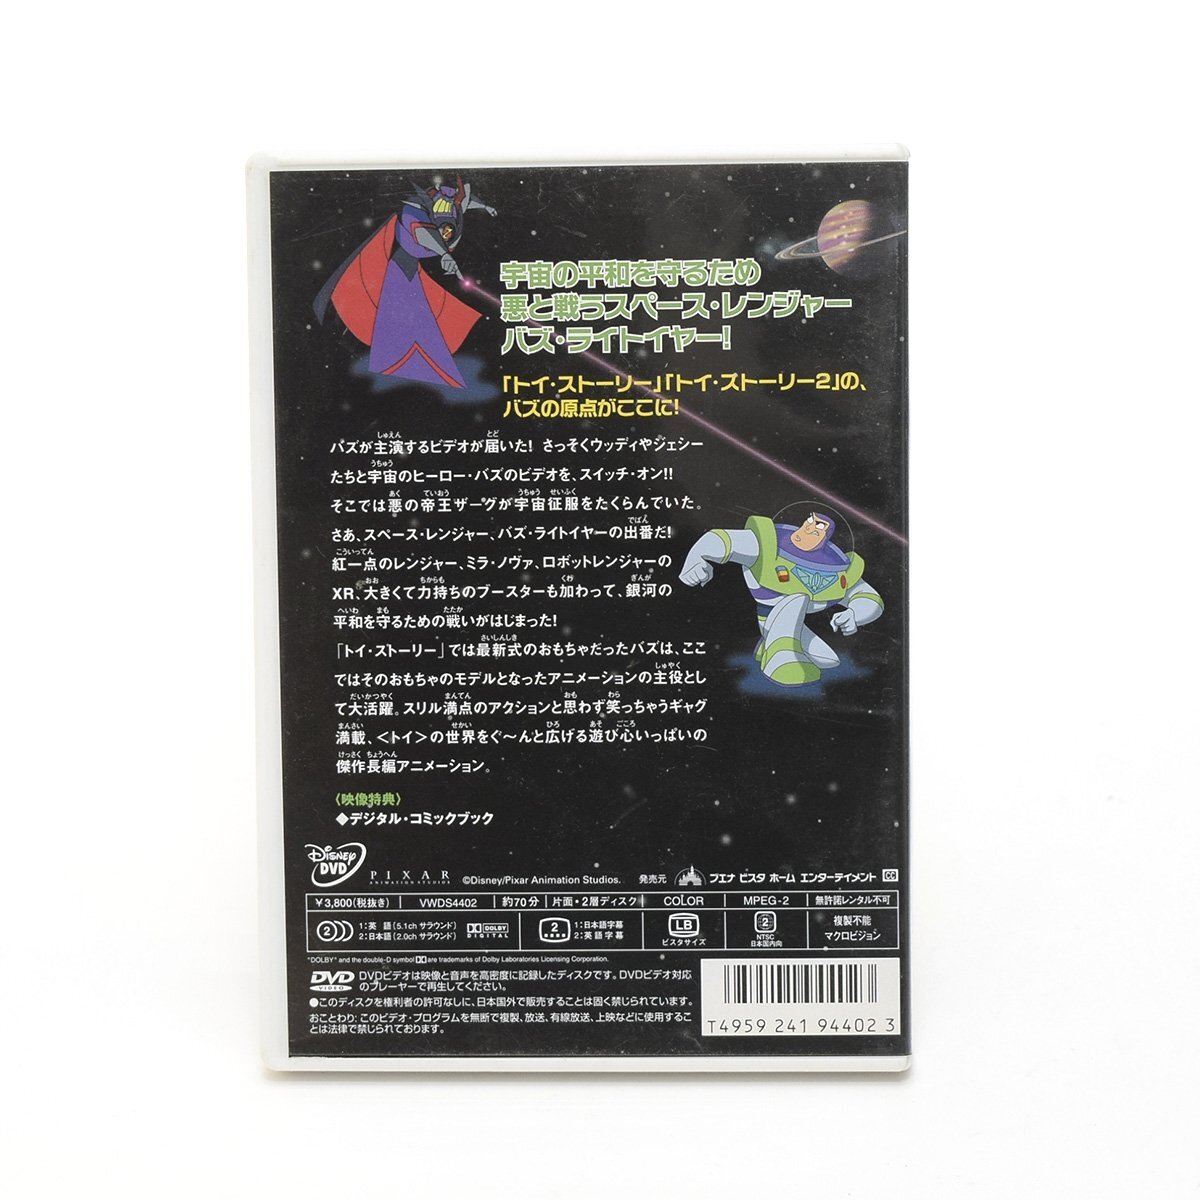 宇宙の平和を守るため
悪と戦うスペース・レンジャー
バズ・ライトイヤー!
「トイ・ストーリー」「トイ・ストーリー2」の、
バズの原点がここに!
バズが主演するビデオが届いた! さっそくウッディやジェシー
たちと宇宙のヒーロー・バズのビデオを、スイッチ・オン!!
そこでは悪の帝王ザーグが宇宙征服をたくらんでいた。
さあ、スペース・レンジャー、バズ・ライトイヤーの出番だ!
紅一点のレンジャー、ミラ・ノヴァ、ロボットレンジャーの
XR、大きくて力持ちのブースターも加わって、銀河の
平和を守るための戦いがはじまった!
「トイ・ストーリー」では最新式のおもちゃだったバズは、ここ
ではそのおもちゃのモデルとなったアニメーションの主役とし
て大活躍。スリル満点のアクションと思わず笑っちゃうギャグ
満載、<トイ>の世界をぐ〜んと広げる遊び心いっぱいの
傑作長編アニメーション。
〈映像特典〉
◆デジタル・コミックブック
Disney DVD PIXAR ANIMATION STUDIOS ©Disney/Pixar Animation Studios. 発売元 ブエナ ビスタ ホーム エンターテイメント CC
¥3,800(税抜き) VWDS4402 約70分 片面・2層ディスク COLOR MPEG-2 無許諾レンタル不可
2 1:英語(5.1ch サラウンド) 2:日本語(2.0ch サラウンド) DOLBY DIGITAL 2 1:日本語字幕 2:英語字幕 LB ビスタサイズ 2 NTSC 日本国内向 複製不能 マクロビジョン
"DOLBY" and the double-D symbol are trademarks of Dolby Laboratories Licensing Corporation.
DVD VIDEO DVDビデオは映像と音声を高密度に記録したディスクです。DVDビデオ対応
のプレーヤーで再生してください。
●このディスクを権利者の許可なしに、日本国外で販売することは固く禁じられています。
おことわり:このビデオ・プログラムを無断で複製、放送、有線放送、上映などに使用するこ
とは法律で禁じられております。
T4959 241 94402 3